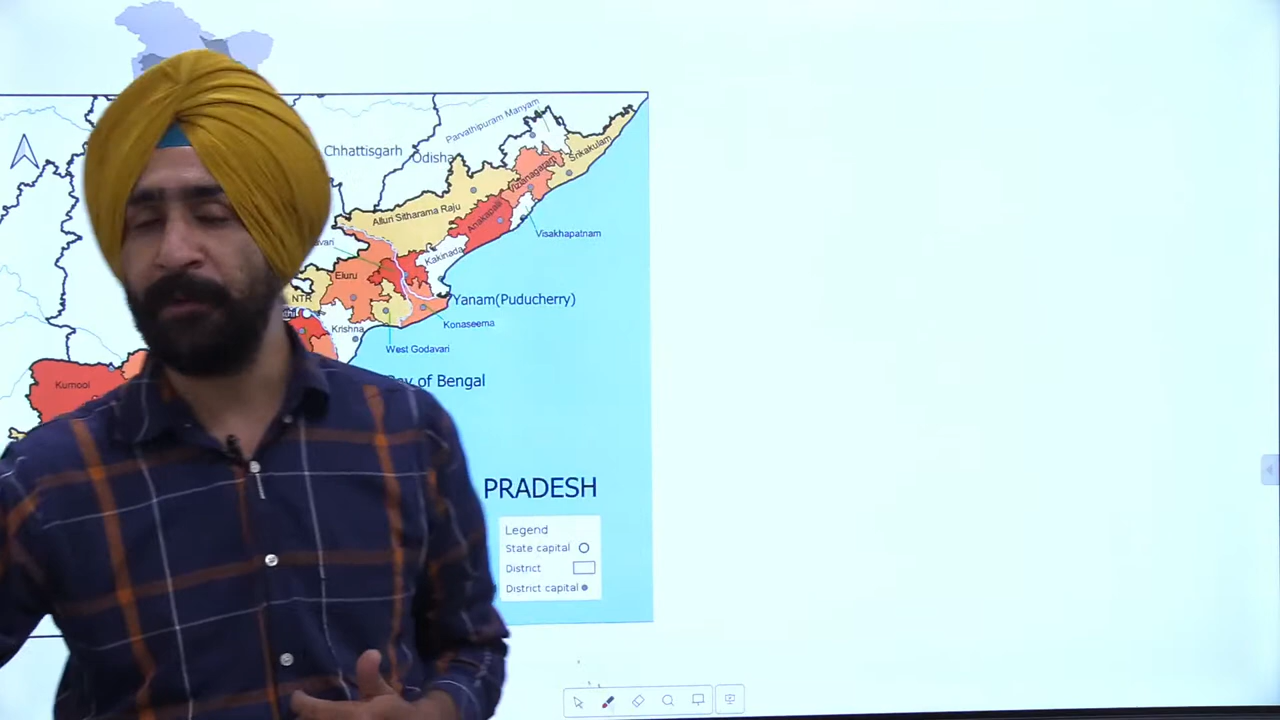 Parvathipuram Manyam
Chhattisgarh
Odisha
Srikakulam
Vizianagaram
Alluri Sitharama Raju
Anakapalli
Visakhapatnam
Kakinada
Eluru
NTR
Yanam(Puducherry)
Krishna
Konaseema
West Godavari
Kurnool
Bay of Bengal
PRADESH
Legend
State capital
District
District capital